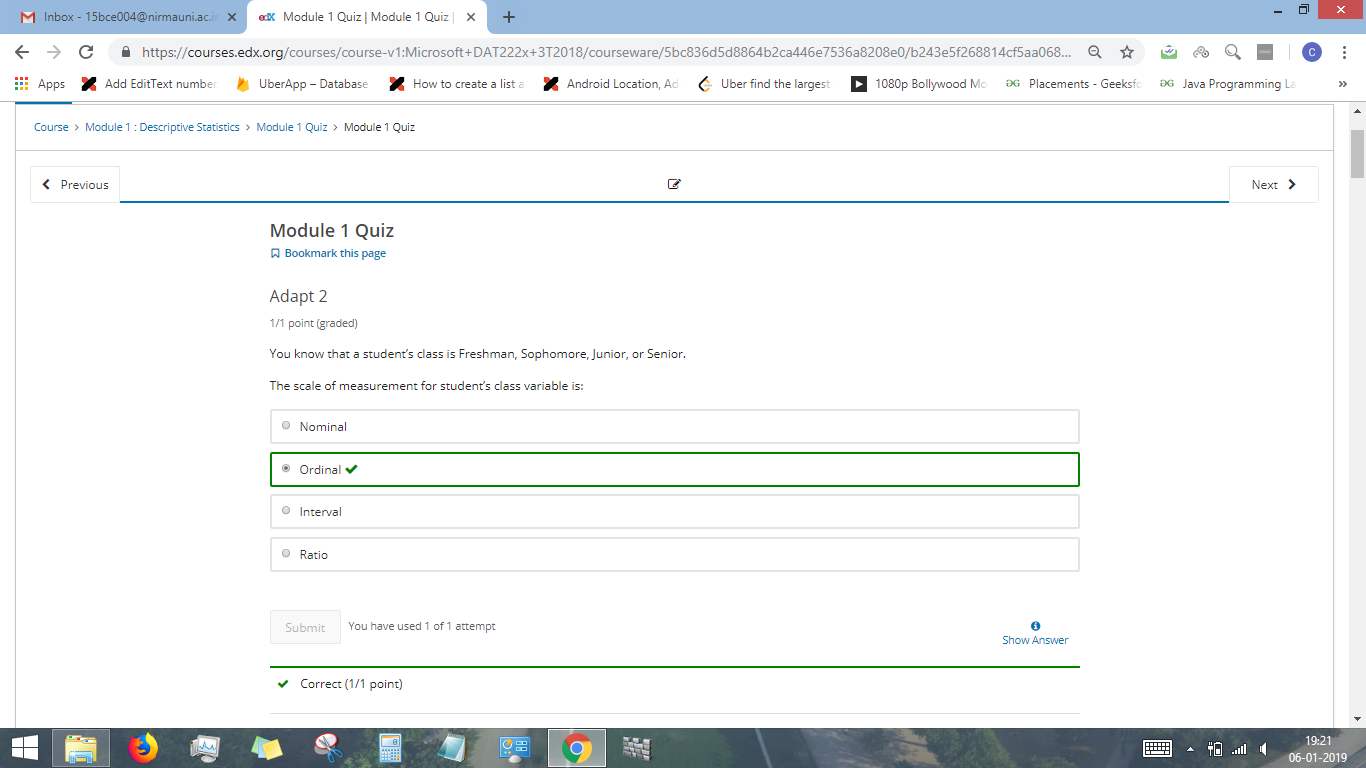 Inbox - 15bce004@nirmauni.ac.i
Module 1 Quiz | Module 1 Quiz |
https://courses.edx.org/courses/course-v1:Microsoft+DAT222x+3T2018/courseware/5bc836d5d8864b2ca446e7536a8208e0/b243e5f268814cf5aa068...
C
Apps
Add EditText number
UberApp – Database
How to create a list a
Android Location, Ad
Uber find the largest
1080p Bollywood Mo
Placements - Geeksfo
Java Programming La
»
Course > Module 1 : Descriptive Statistics > Module 1 Quiz > Module 1 Quiz
Previous
Next
Module 1 Quiz
Bookmark this page
Adapt 2
1/1 point (graded)
You know that a student’s class is Freshman, Sophomore, Junior, or Senior.
The scale of measurement for student’s class variable is:
Nominal
Ordinal
Interval
Ratio
Submit
You have used 1 of 1 attempt
Show Answer
Correct (1/1 point)
19:21
06-01-2019